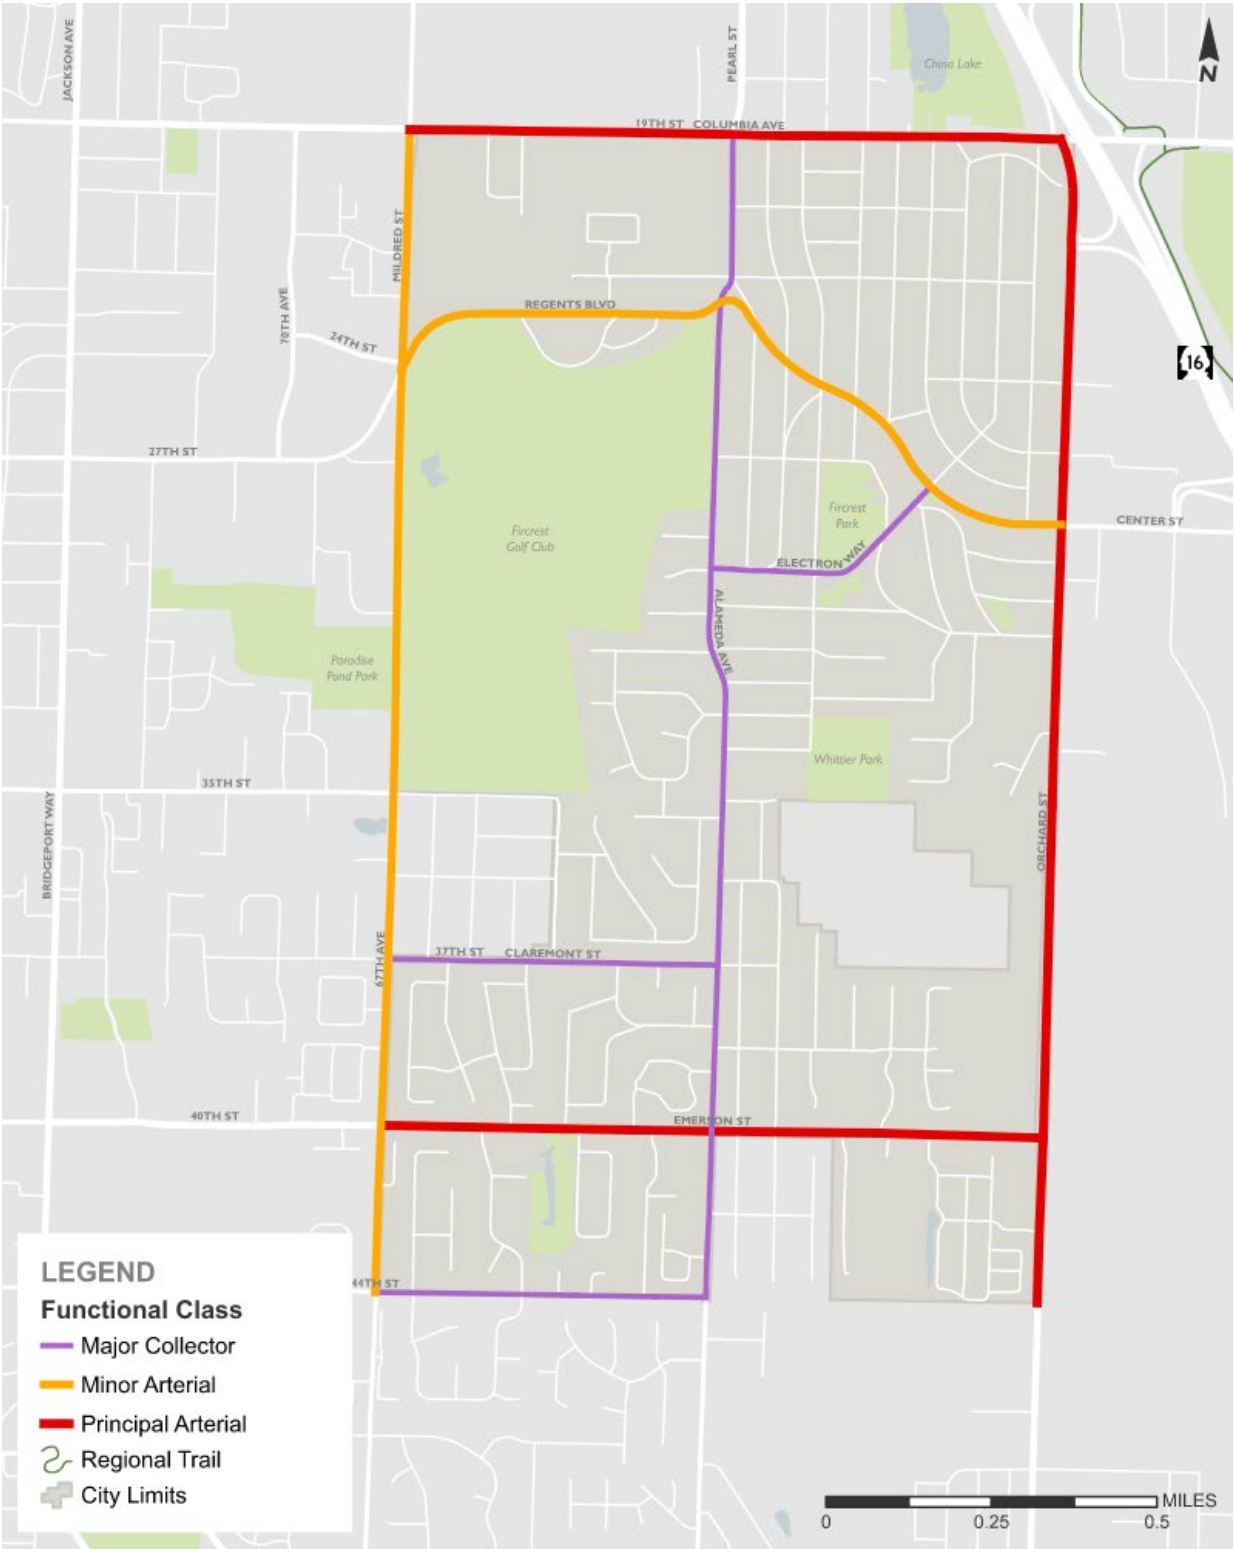 JACKSON AVE
PEARL ST
China Lake
N
19TH ST COLUMBIA AVE
MILDRED ST
70TH AVE
REGENTS BLVD
24TH ST
16
27TH ST
Fircrest
Golf Club
Fircrest
Park
CENTER ST
ELECTRON WAY
ALAMEDA AVE
Paradise
Pond Park
Whittier Park
35TH ST
BRIDGEPORT WAY
ORCHARD ST
67TH AVE
37TH ST CLAREMONT ST
40TH ST
EMERSON ST
44TH ST
LEGEND
Functional Class
Major Collector
Minor Arterial
Principal Arterial
Regional Trail
City Limits
MILES
0 0.25 0.5